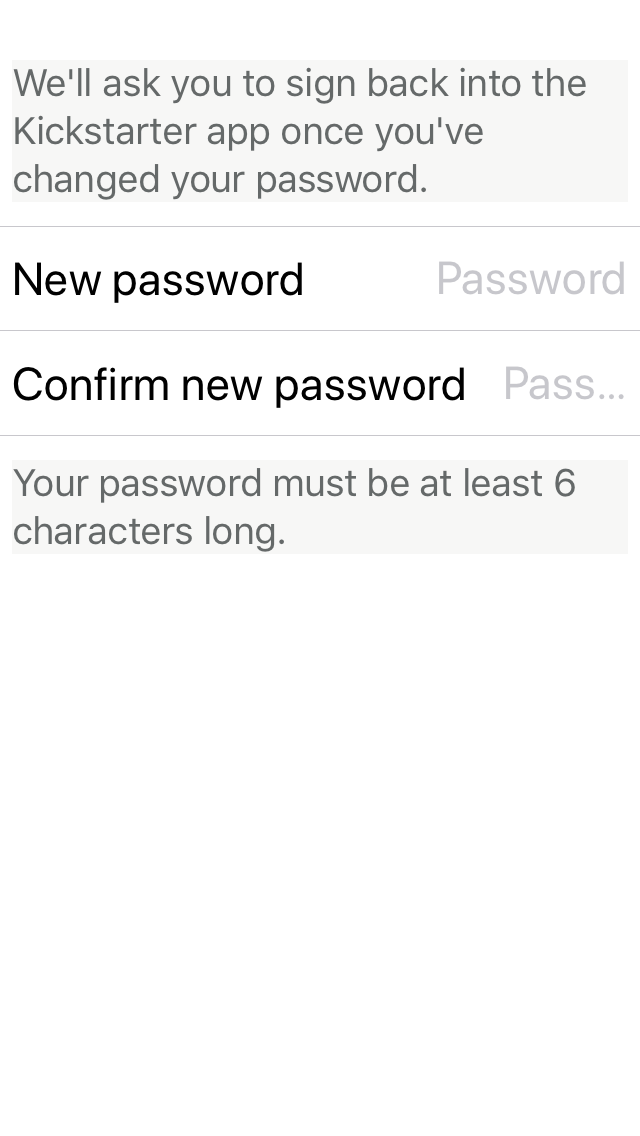 We'll ask you to sign back into the
Kickstarter app once you've
changed your password.
New password Password
Confirm new password Pass...
Your password must be at least 6
characters long.